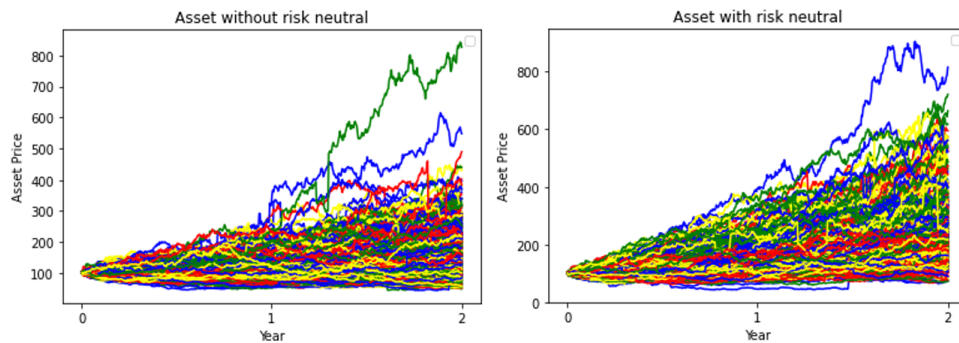 Asset without risk neutral
800
700
600
500
400
300
200
100
Asset Price
0 1 2
Year
Asset with risk neutral
800
600
400
200
0
Asset Price
0 1 2
Year